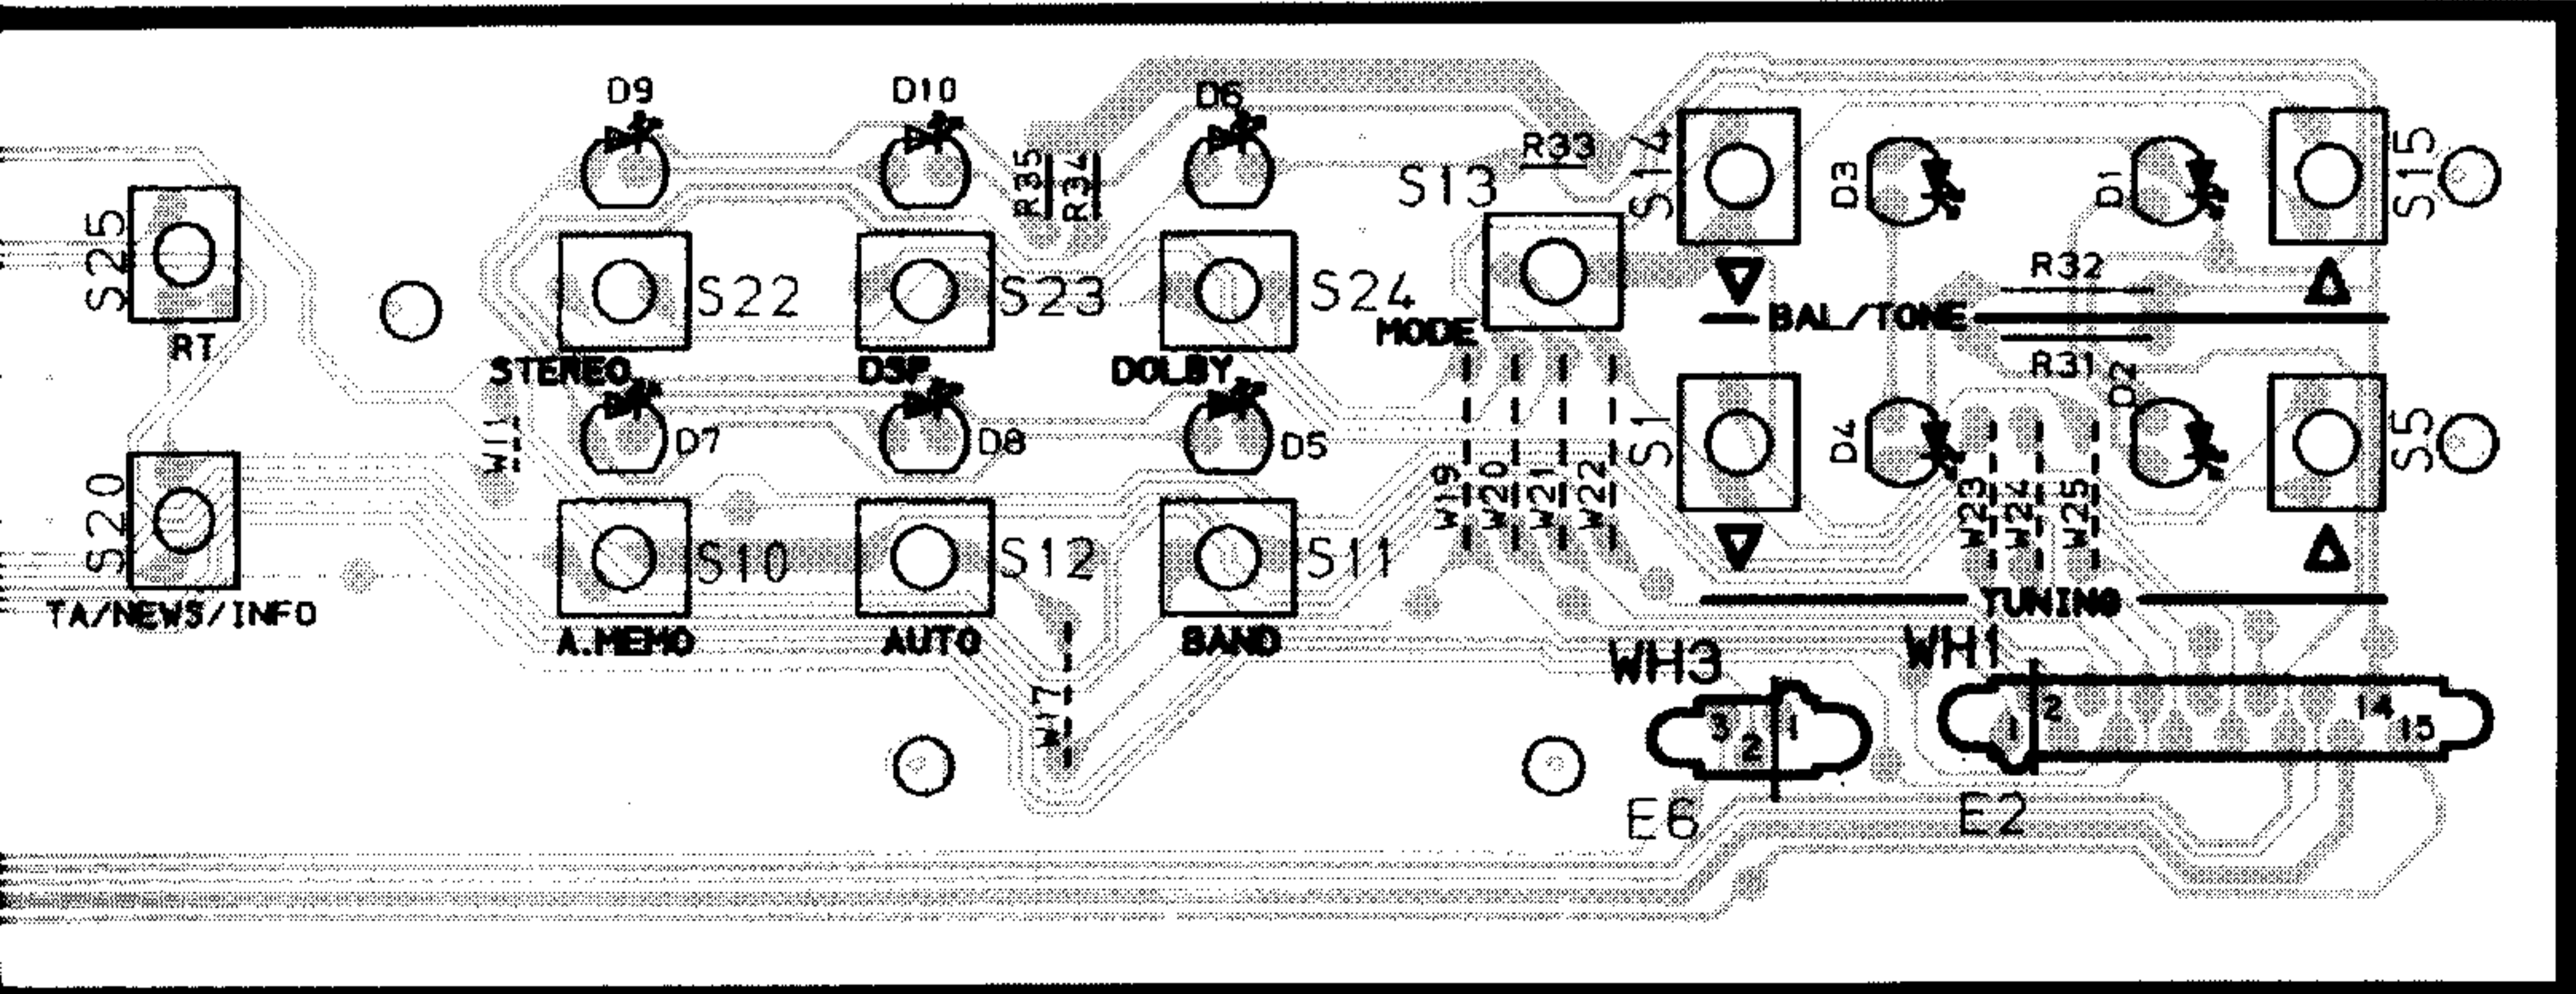 D9
D10
D6
R35
R34
R33
S13
S14
D3
D1
S15
S25
RT
S22
STEREO
S23
DSP
S24
DOLBY
MODE
R32
BAL/TONE
R31
D2
W11
D7
D8
D5
S1
D4
S5
S20
TA/NEWS/INFO
S10
A.MEMO
S12
AUTO
S11
BAND
W19
W20
W21
W22
W23
W24
W25
TUNING
W17
WH3
3
2
1
E6
WH1
1
2
14
15
E2